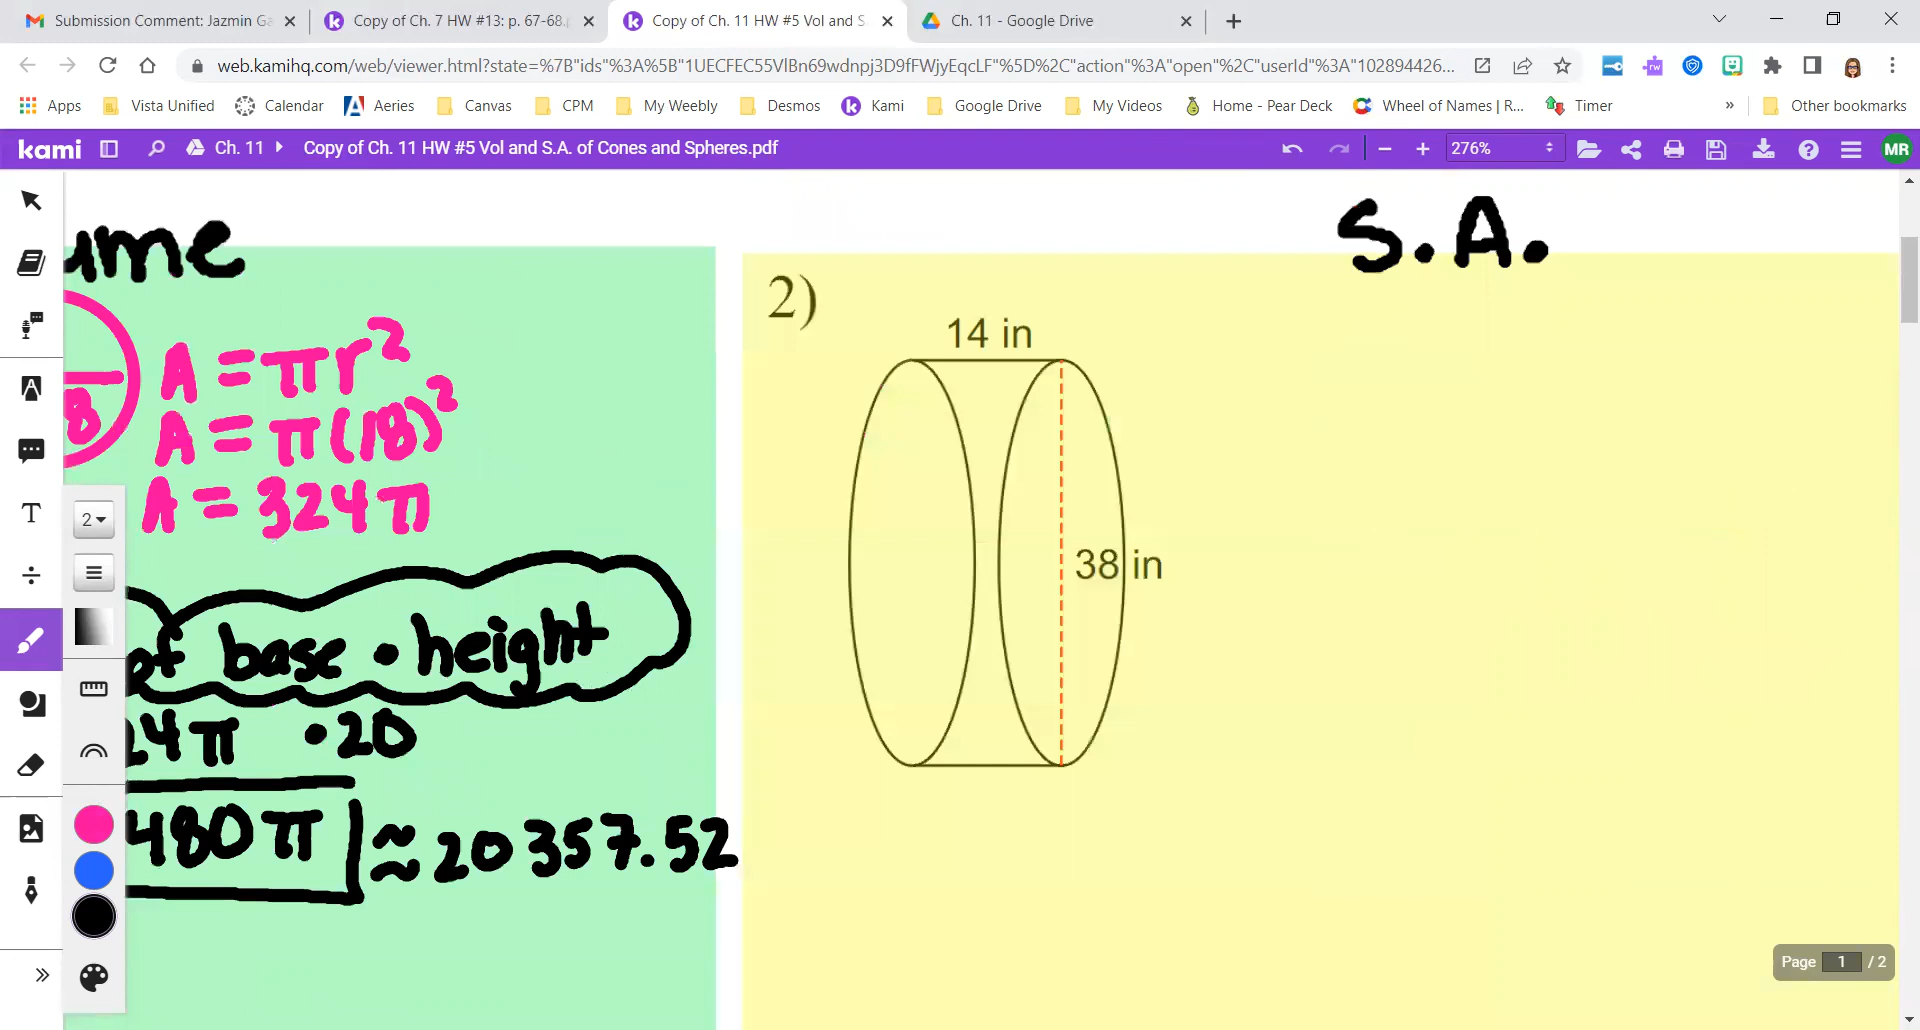 Submission Comment: Jazmin Ga
Copy of Ch. 7 HW #13: p. 67-68.
Copy of Ch. 11 HW #5 Vol and S
Ch. 11 - Google Drive
web.kamihq.com/web/viewer.html?state=%7B"ids"%3A%5B"1UECFEC55VlBn69wdnpj3D9fFWjyEqcLF"%5D%2C"action"%3A"open"%2C"userId"%3A"102894426...
Apps Vista Unified Calendar Aeries Canvas CPM My Weebly Desmos Kami Google Drive My Videos Home - Pear Deck Wheel of Names | R... Timer » Other bookmarks
kami Ch. 11 Copy of Ch. 11 HW #5 Vol and S.A. of Cones and Spheres.pdf 276% MR
ume
8
A = πr²
A = π(18)²
A = 324π
of base • height
24π • 20
480π ≈ 20357.52
2
S.A.
2)
14 in
38 in
Page 1 / 2